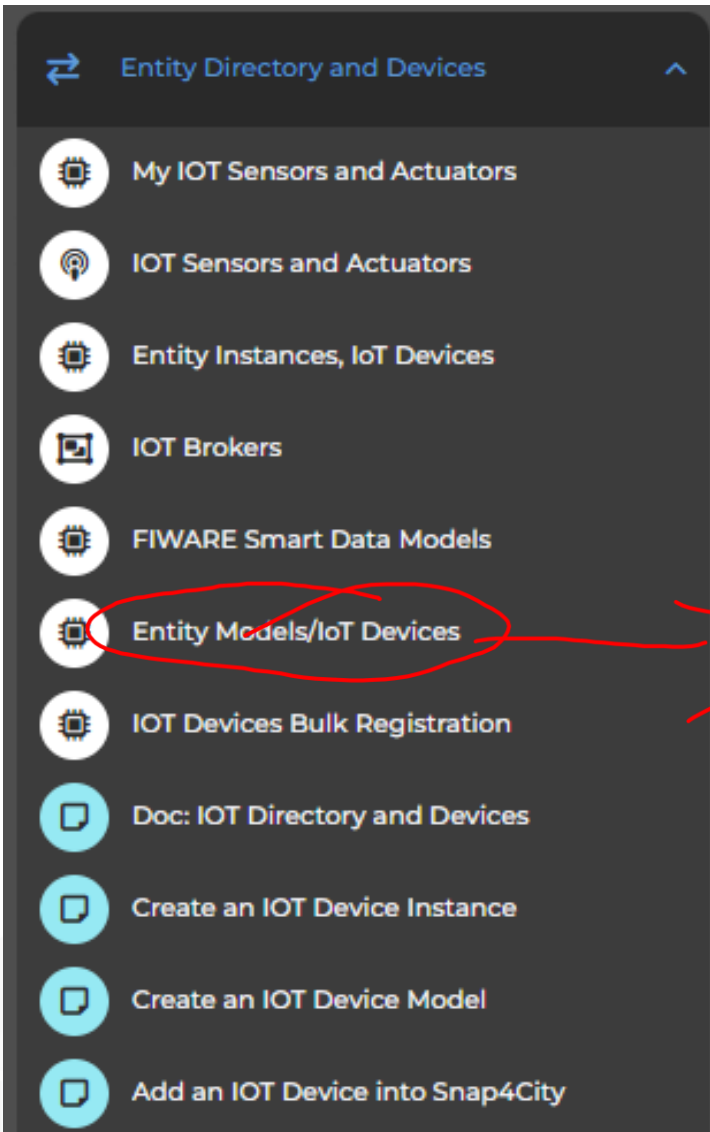 Entity Directory and Devices
My IOT Sensors and Actuators
IOT Sensors and Actuators
Entity Instances, IoT Devices
IOT Brokers
FIWARE Smart Data Models
Entity Models/IoT Devices
IOT Devices Bulk Registration
Doc: IOT Directory and Devices
Create an IOT Device Instance
Create an IOT Device Model
Add an IOT Device into Snap4City